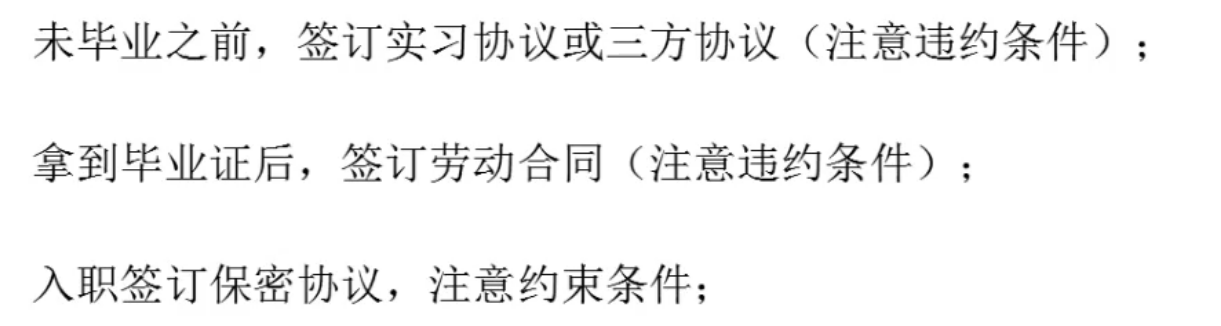 未毕业之前，签订实习协议或三方协议（注意违约条件）；
拿到毕业证后，签订劳动合同（注意违约条件）；
入职签订保密协议，注意约束条件；